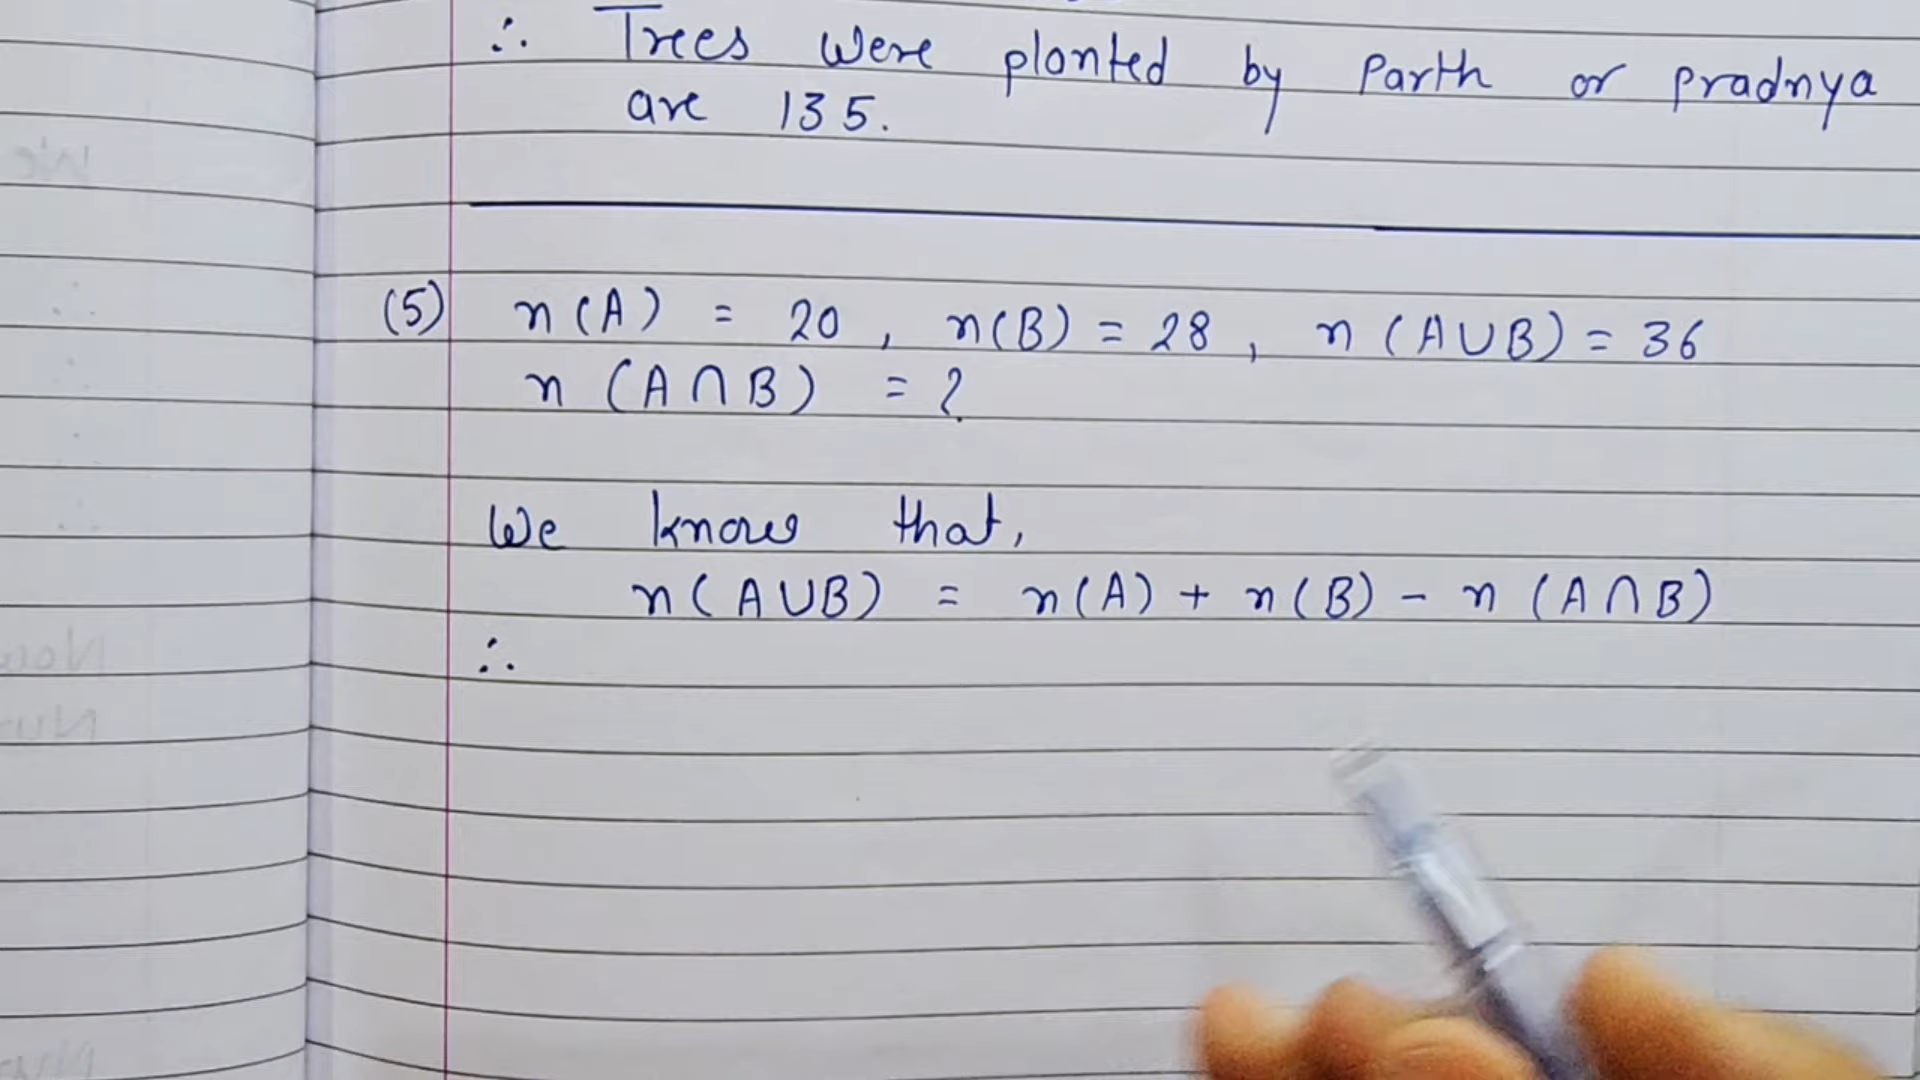 ∴ Trees were planted by Parth or pradnya
are 135.
(5) n(A) = 20, n(B) = 28, n(A∪B) = 36
n(A∩B) = ?
We know that,
n(A∪B) = n(A) + n(B) - n(A∩B)
∴